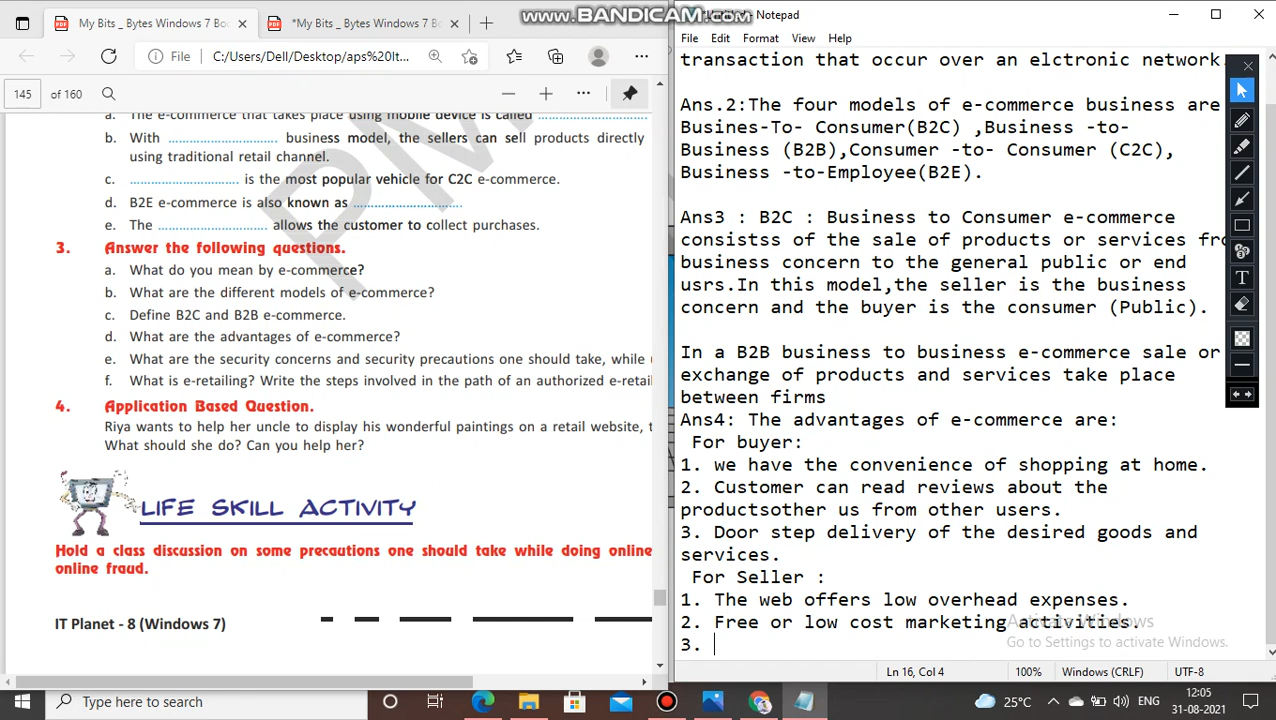 My Bits _ Bytes Windows 7 Bo
*My Bits _ Bytes Windows 7 Bo
www.BANDICAM.com
Notepad
File
C:/Users/Dell/Desktop/aps%20It...
File Edit Format View Help
145 of 160
a. The e-commerce that takes place using mobile device is called
b. With .............................. business model, the sellers can sell products directly
using traditional retail channel.
c. .............................. is the most popular vehicle for C2C e-commerce.
d. B2E e-commerce is also known as ..............................
e. The .............................. allows the customer to collect purchases.
3. Answer the following questions.
a. What do you mean by e-commerce?
b. What are the different models of e-commerce?
c. Define B2C and B2B e-commerce.
d. What are the advantages of e-commerce?
e. What are the security concerns and security precautions one should take, while
f. What is e-retailing? Write the steps involved in the path of an authorized e-retail
4. Application Based Question.
Riya wants to help her uncle to display his wonderful paintings on a retail website,
What should she do? Can you help her?
LIFE SKILL ACTIVITY
Hold a class discussion on some precautions one should take while doing online
online fraud.
IT Planet - 8 (Windows 7)
transaction that occur over an elctronic network.
Ans.2:The four models of e-commerce business are
Busines-To- Consumer(B2C) ,Business -to-
Business (B2B),Consumer -to- Consumer (C2C),
Business -to-Employee(B2E).
Ans3 : B2C : Business to Consumer e-commerce
consistss of the sale of products or services fr
business concern to the general public or end
usrs.In this model,the seller is the business
concern and the buyer is the consumer (Public).
In a B2B business to business e-commerce sale or
exchange of products and services take place
between firms
Ans4: The advantages of e-commerce are:
For buyer:
1. we have the convenience of shopping at home.
2. Customer can read reviews about the
productsother us from other users.
3. Door step delivery of the desired goods and
services.
For Seller :
1. The web offers low overhead expenses.
2. Free or low cost marketing activities.
3.
Activate Windows
Go to Settings to activate Windows.
Ln 16, Col 4 100% Windows (CRLF) UTF-8
Type here to search
25°C ENG 12:05
31-08-2021